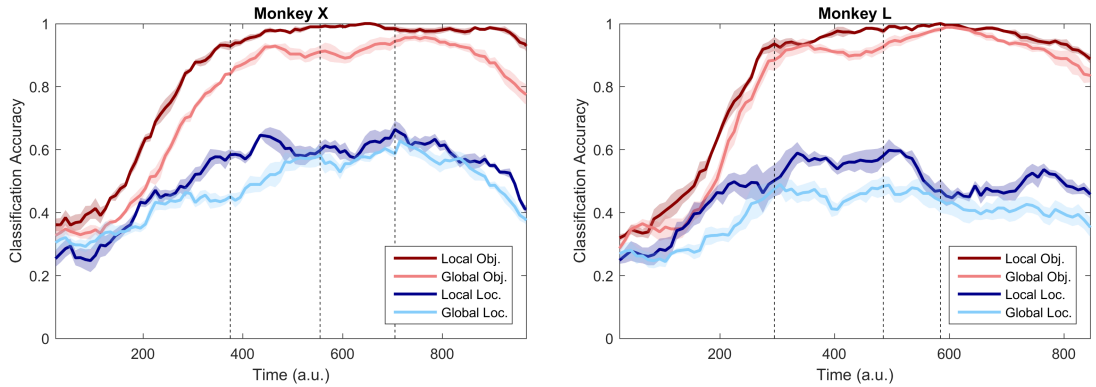 Monkey X
Classification Accuracy
1
0.8
0.6
0.4
0.2
0
200
400
600
800
Time (a.u.)
Local Obj.
Global Obj.
Local Loc.
Global Loc.
Monkey L
Classification Accuracy
1
0.8
0.6
0.4
0.2
0
200
400
600
800
Time (a.u.)
Local Obj.
Global Obj.
Local Loc.
Global Loc.